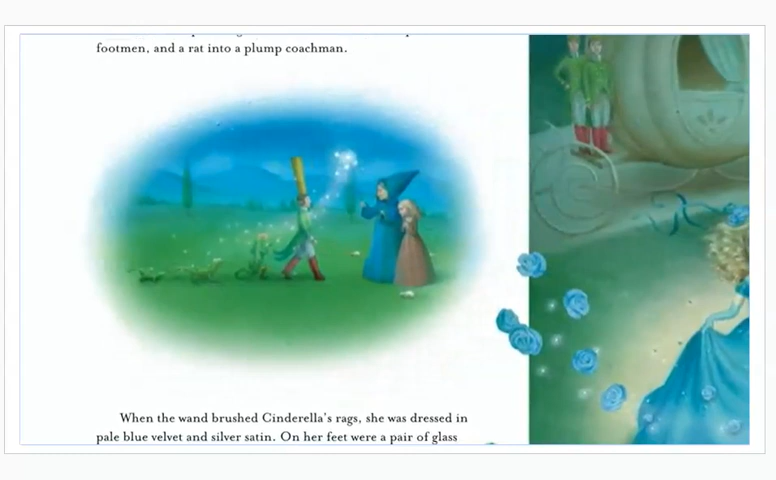 footmen, and a rat into a plump coachman.
When the wand brushed Cinderella's rags, she was dressed in
pale blue velvet and silver satin. On her feet were a pair of glass